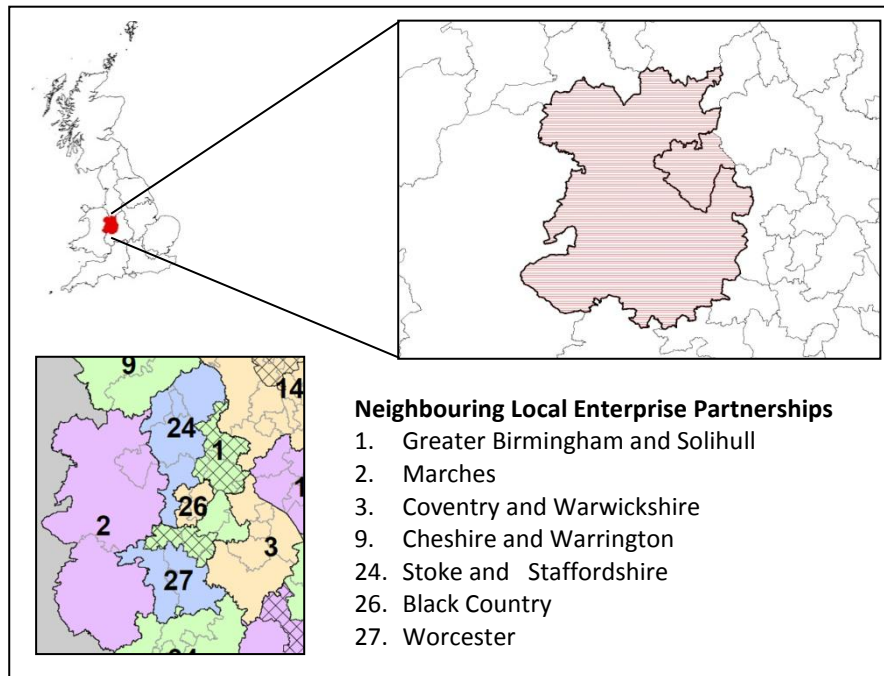 9
14
24
1
1
26
2
3
27
Neighbouring Local Enterprise Partnerships
1. Greater Birmingham and Solihull
2. Marches
3. Coventry and Warwickshire
9. Cheshire and Warrington
24. Stoke and Staffordshire
26. Black Country
27. Worcester